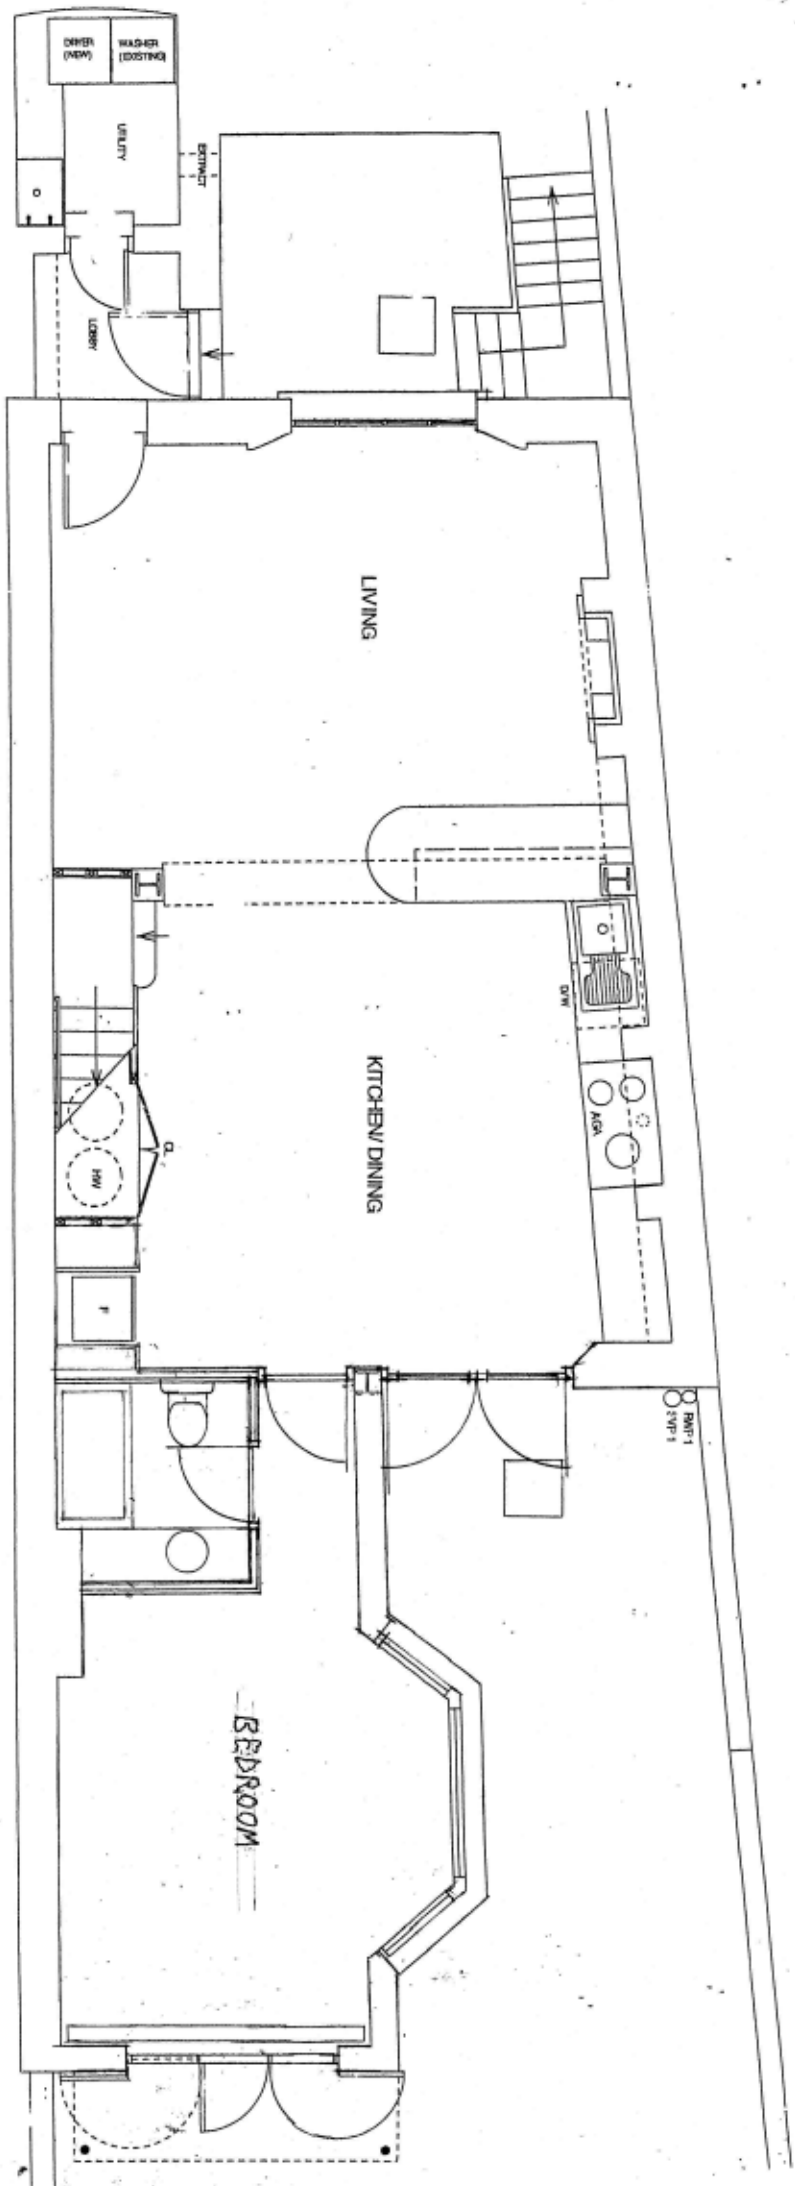 DRYER
(NEW)
WASHER
(EXISTING)
UTILITY
EXTRACT
LOBBY
LIVING
D/W
KITCHEN/ DINING
AGA
CL
HW
F
RWP 1
SVP 1
BEDROOM